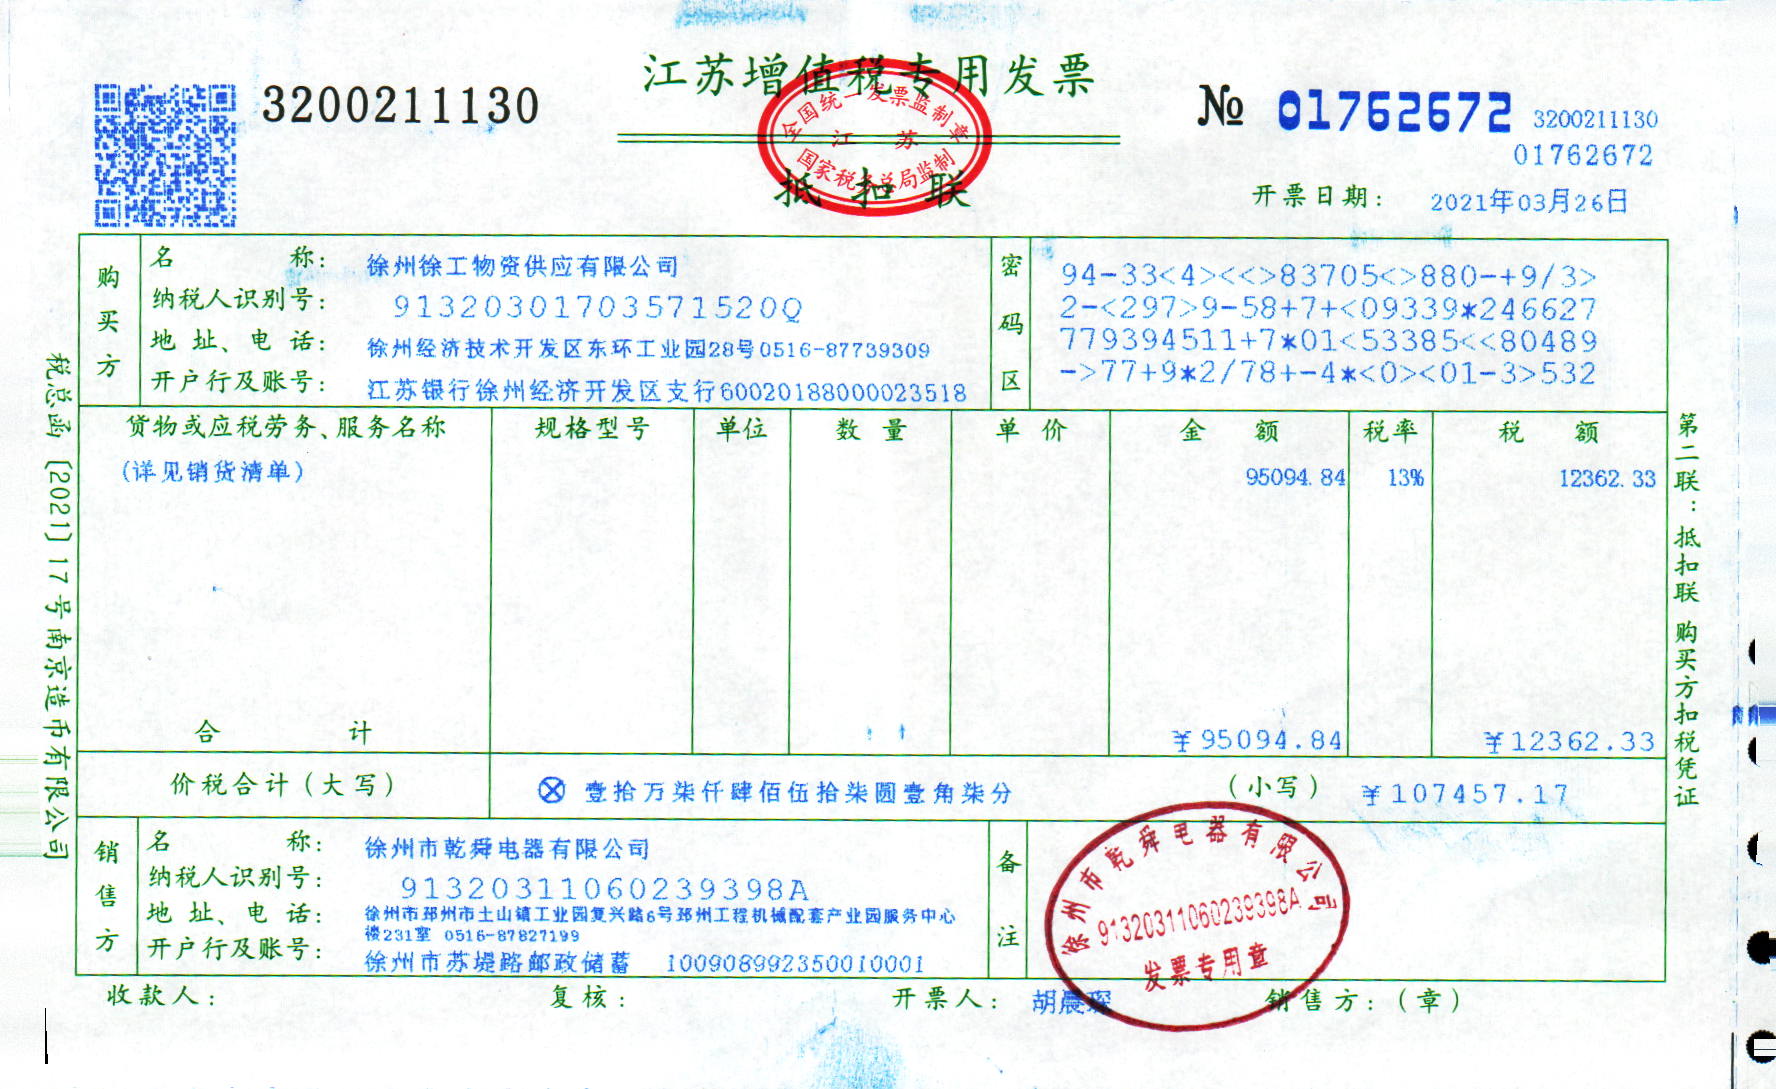 江苏增值税专用发票
3200211130
№ 01762672
3200211130
01762672
全国统一发票监制章
江 苏
国家税务总局监制
抵扣联
开票日期: 2021年03月26日
购买方
名 称: 徐州徐工物资供应有限公司
纳税人识别号: 91320301703571520Q
地 址、电 话: 徐州经济技术开发区东环工业园28号0516-87739309
开户行及账号: 江苏银行徐州经济开发区支行60020188000023518
密码区
94-33<4><<>83705<>880-+9/3>
2-<297>9-58+7+<09339*246627
779394511+7*01<53385<<80489
->77+9*2/78+-4*<0><01-3>532
货物或应税劳务、服务名称 规格型号 单位 数 量 单 价 金 额 税率 税 额
(详见销货清单) 95094.84 13% 12362.33
合 计 ¥95094.84 ¥12362.33
价税合计(大写) ⊗ 壹拾万柒仟肆佰伍拾柒圆壹角柒分 (小写) ¥107457.17
销售方
名 称: 徐州市乾舜电器有限公司
纳税人识别号: 91320311060239398A
地 址、电 话: 徐州市邳州市土山镇工业园复兴路6号邳州工程机械配套产业园服务中心
楼231室 0516-87827199
开户行及账号: 徐州市苏堤路邮政储蓄 100908992350010001
备注
徐州市乾舜电器有限公司
91320311060239398A
发票专用章
收款人: 复核: 开票人: 胡晨琛 销售方:(章)
税总函〔2021〕17号南京造币有限公司
第二联:抵扣联 购买方扣税凭证